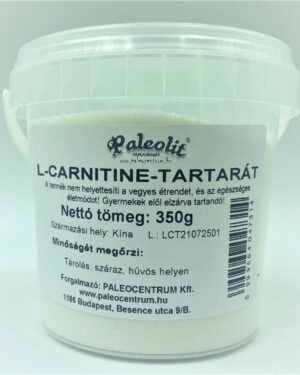 Paleolit
L-CARNITINE-TARTARÁT
A termék nem helyettesíti a vegyes étrendet, és az egészséges
életmódot! Gyermekek elől elzárva tartandó!
Nettó tömeg: 350g
Származási hely: Kína L.: LCT21072501
Minőségét megőrzi:
Tárolás: száraz, hűvös helyen
Forgalmazó: PALEOCENTRUM Kft.
www.paleocentrum.hu
1186 Budapest, Besence utca 9/B.